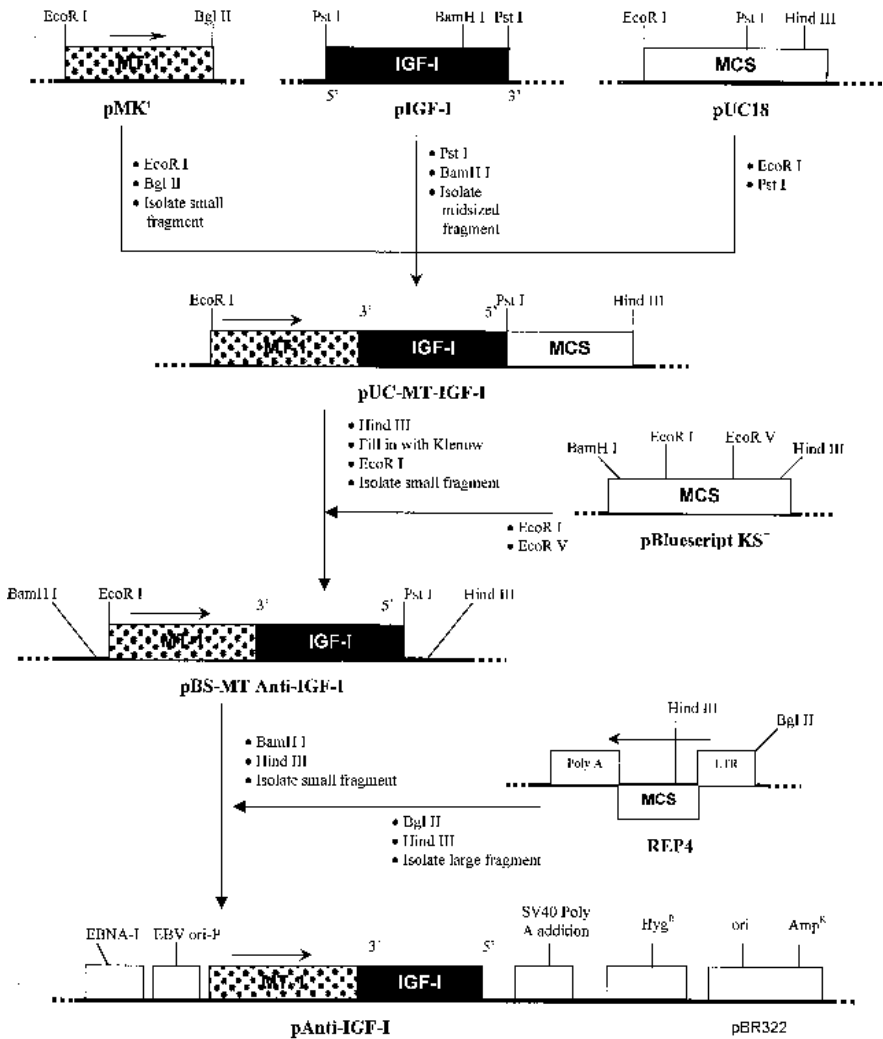 EcoR I
Bgl II
Pst I
BamH I
Pst I
EcoR I
Pst I
Hind III
MT-1
IGF-I
MCS
5'
3'
pMK'
pIGF-I
pUC18
• EcoR I
• Bgl II
• Isolate small
fragment
• Pst I
• BamH I
• Isolate
midsized
fragment
• EcoR I
• Pst I
EcoR I
3'
5'
Pst I
Hind III
MT-1
IGF-I
MCS
pUC-MT-IGF-I
• Hind III
• Fill in with Klenow
• EcoR I
• Isolate small fragment
BamH I
EcoR I
EcoR V
Hind III
MCS
pBluescript KS⁻
• EcoR I
• EcoR V
BamH I
EcoR I
3'
5'
Pst I
Hind III
MT-1
IGF-I
pBS-MT Anti-IGF-I
• BamH I
• Hind III
• Isolate small fragment
Hind III
Bgl II
Poly A
LTR
MCS
REP4
• Bgl II
• Hind III
• Isolate large fragment
EBNA-I
EBV ori-P
3'
5'
SV40 Poly
A addition
Hygᴿ
ori
Ampᴿ
MT-1
IGF-I
pAnti-IGF-I
pBR322